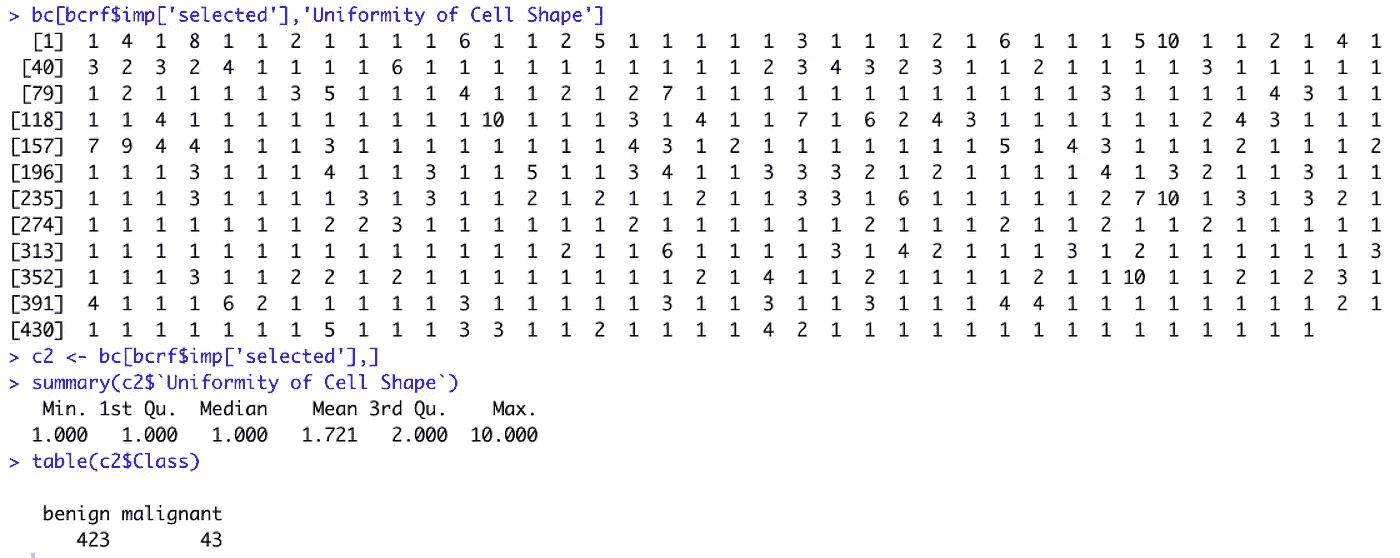 > bc[bcrf$imp['selected'],'Uniformity of Cell Shape']
[1] 1 4 1 8 1 1 2 1 1 1 1 6 1 1 2 5 1 1 1 1 1 3 1 1 1 2 1 6 1 1 1 5 10 1 1 2 1 4 1
[40] 3 2 3 2 4 1 1 1 1 6 1 1 1 1 1 1 1 1 1 1 2 3 4 3 2 3 1 1 2 1 1 1 1 3 1 1 1 1 1
[79] 1 2 1 1 1 1 3 5 1 1 1 4 1 1 2 1 2 7 1 1 1 1 1 1 1 1 1 1 1 1 3 1 1 1 1 4 3 1 1
[118] 1 1 4 1 1 1 1 1 1 1 1 1 10 1 1 1 3 1 4 1 1 7 1 6 2 4 3 1 1 1 1 1 1 2 4 3 1 1 1
[157] 7 9 4 4 1 1 1 3 1 1 1 1 1 1 1 1 4 3 1 2 1 1 1 1 1 1 1 5 1 4 3 1 1 1 2 1 1 1 2
[196] 1 1 1 3 1 1 1 4 1 1 3 1 1 5 1 1 3 4 1 1 3 3 3 2 1 2 1 1 1 1 4 1 3 2 1 1 3 1 1
[235] 1 1 1 3 1 1 1 1 3 1 3 1 1 2 1 2 1 1 2 1 1 3 3 1 6 1 1 1 1 1 2 7 10 1 3 1 3 2 1
[274] 1 1 1 1 1 1 1 2 2 3 1 1 1 1 1 1 2 1 1 1 1 1 1 2 1 1 1 2 1 1 2 1 1 2 1 1 1 1 1
[313] 1 1 1 1 1 1 1 1 1 1 1 1 1 1 2 1 1 6 1 1 1 1 3 1 4 2 1 1 1 3 1 2 1 1 1 1 1 1 3
[352] 1 1 1 3 1 1 2 2 1 2 1 1 1 1 1 1 1 1 2 1 4 1 1 2 1 1 1 1 2 1 1 10 1 1 2 1 2 3 1
[391] 4 1 1 1 6 2 1 1 1 1 1 3 1 1 1 1 1 3 1 1 3 1 1 3 1 1 1 4 4 1 1 1 1 1 1 1 1 2 1
[430] 1 1 1 1 1 1 1 5 1 1 1 3 3 1 1 2 1 1 1 1 4 2 1 1 1 1 1 1 1 1 1 1 1 1 1 1 1
> c2 <- bc[bcrf$imp['selected'],]
> summary(c2$`Uniformity of Cell Shape`)
Min. 1st Qu. Median Mean 3rd Qu. Max.
1.000 1.000 1.000 1.721 2.000 10.000
> table(c2$Class)
benign malignant
423 43